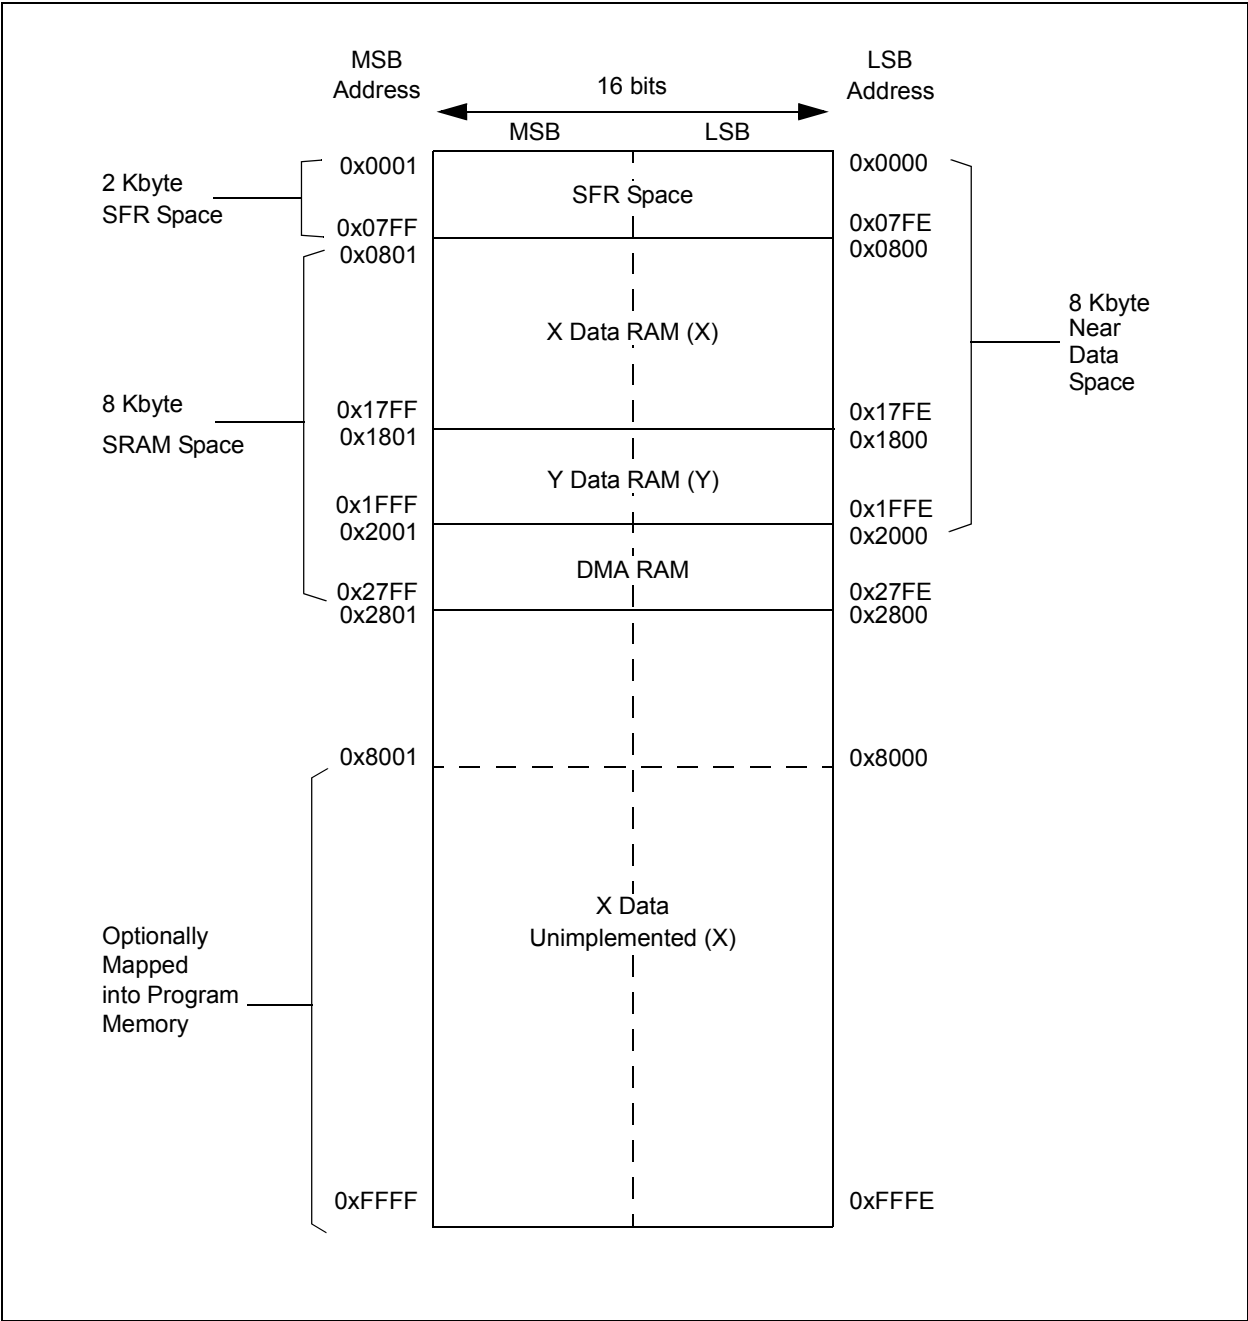 MSB
Address
LSB
Address
16 bits
MSB
LSB
2 Kbyte
SFR Space
0x0001
0x0000
SFR Space
0x07FF
0x07FE
0x0801
0x0800
X Data RAM (X)
8 Kbyte
Near
Data
Space
8 Kbyte
SRAM Space
0x17FF
0x17FE
0x1801
0x1800
Y Data RAM (Y)
0x1FFF
0x1FFE
0x2001
0x2000
DMA RAM
0x27FF
0x27FE
0x2801
0x2800
0x8001
0x8000
X Data
Unimplemented (X)
Optionally
Mapped
into Program
Memory
0xFFFF
0xFFFE